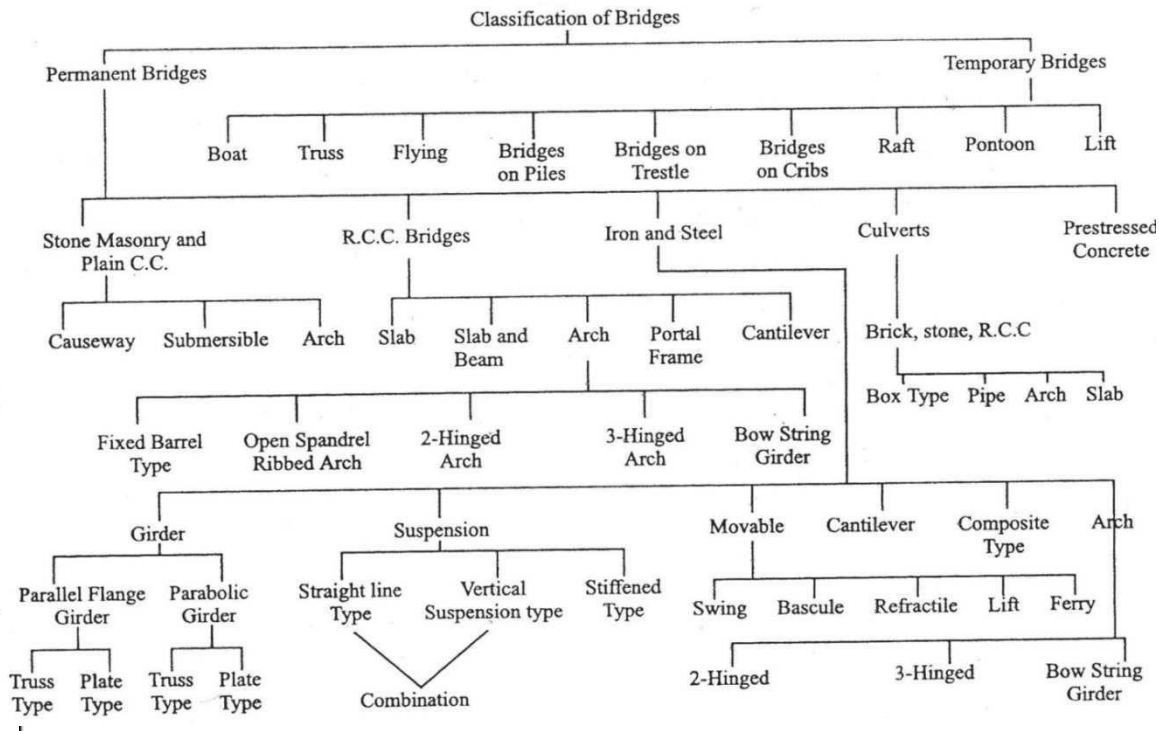 Classification of Bridges
Permanent Bridges
Temporary Bridges
Boat
Truss
Flying
Bridges
on Piles
Bridges on
Trestle
Bridges
on Cribs
Raft
Pontoon
Lift
Stone Masonry and
Plain C.C.
R.C.C. Bridges
Iron and Steel
Culverts
Prestressed
Concrete
Causeway
Submersible
Arch
Slab
Slab and
Beam
Arch
Portal
Frame
Cantilever
Brick, stone, R.C.C
Box Type
Pipe
Arch
Slab
Fixed Barrel
Type
Open Spandrel
Ribbed Arch
2-Hinged
Arch
3-Hinged
Arch
Bow String
Girder
Girder
Suspension
Movable
Cantilever
Composite
Type
Arch
Parallel Flange
Girder
Parabolic
Girder
Straight line
Type
Vertical
Suspension type
Stiffened
Type
Swing
Bascule
Refractile
Lift
Ferry
Truss
Type
Plate
Type
Truss
Type
Plate
Type
Combination
2-Hinged
3-Hinged
Bow String
Girder